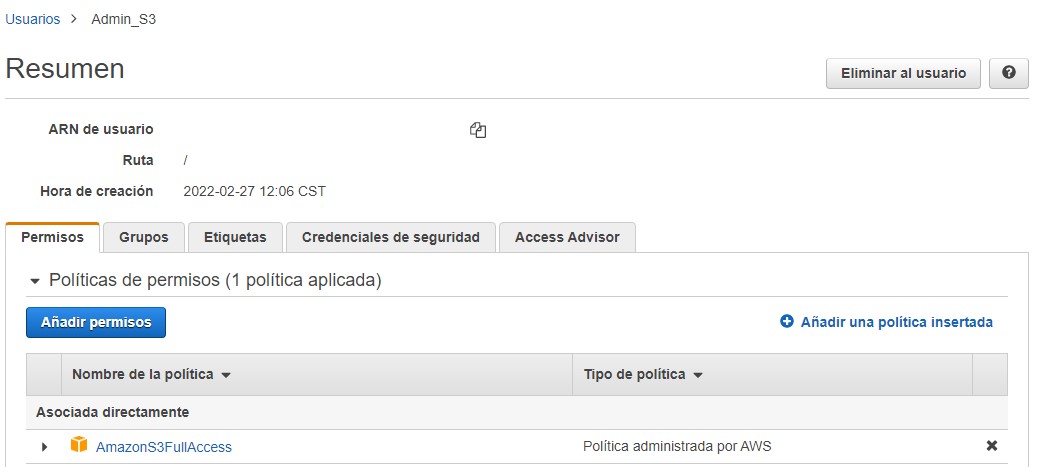 Usuarios > Admin_S3
Resumen
Eliminar al usuario
?
ARN de usuario
Ruta /
Hora de creación 2022-02-27 12:06 CST
Permisos Grupos Etiquetas Credenciales de seguridad Access Advisor
Políticas de permisos (1 política aplicada)
Añadir permisos
Añadir una política insertada
Nombre de la política Tipo de política
Asociada directamente
AmazonS3FullAccess Política administrada por AWS